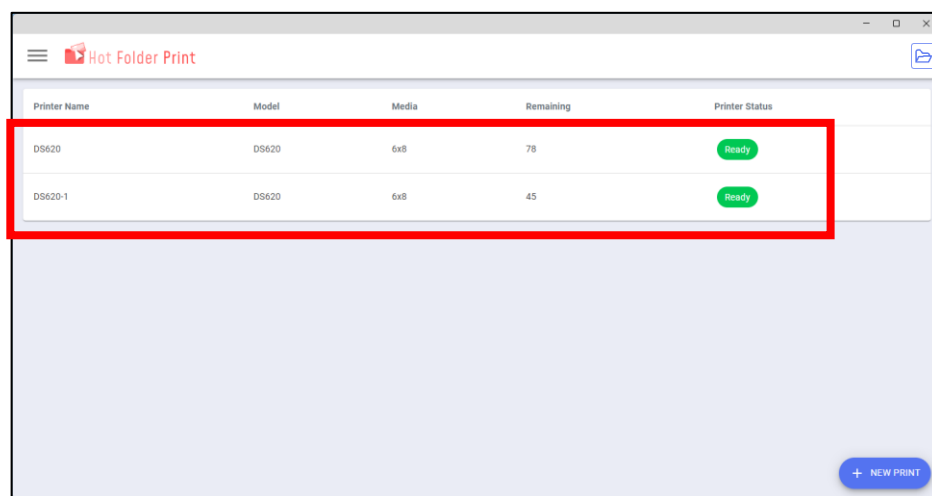 Hot Folder Print
Printer Name Model Media Remaining Printer Status
DS620 DS620 6x8 78 Ready
DS620-1 DS620 6x8 45 Ready
+ NEW PRINT